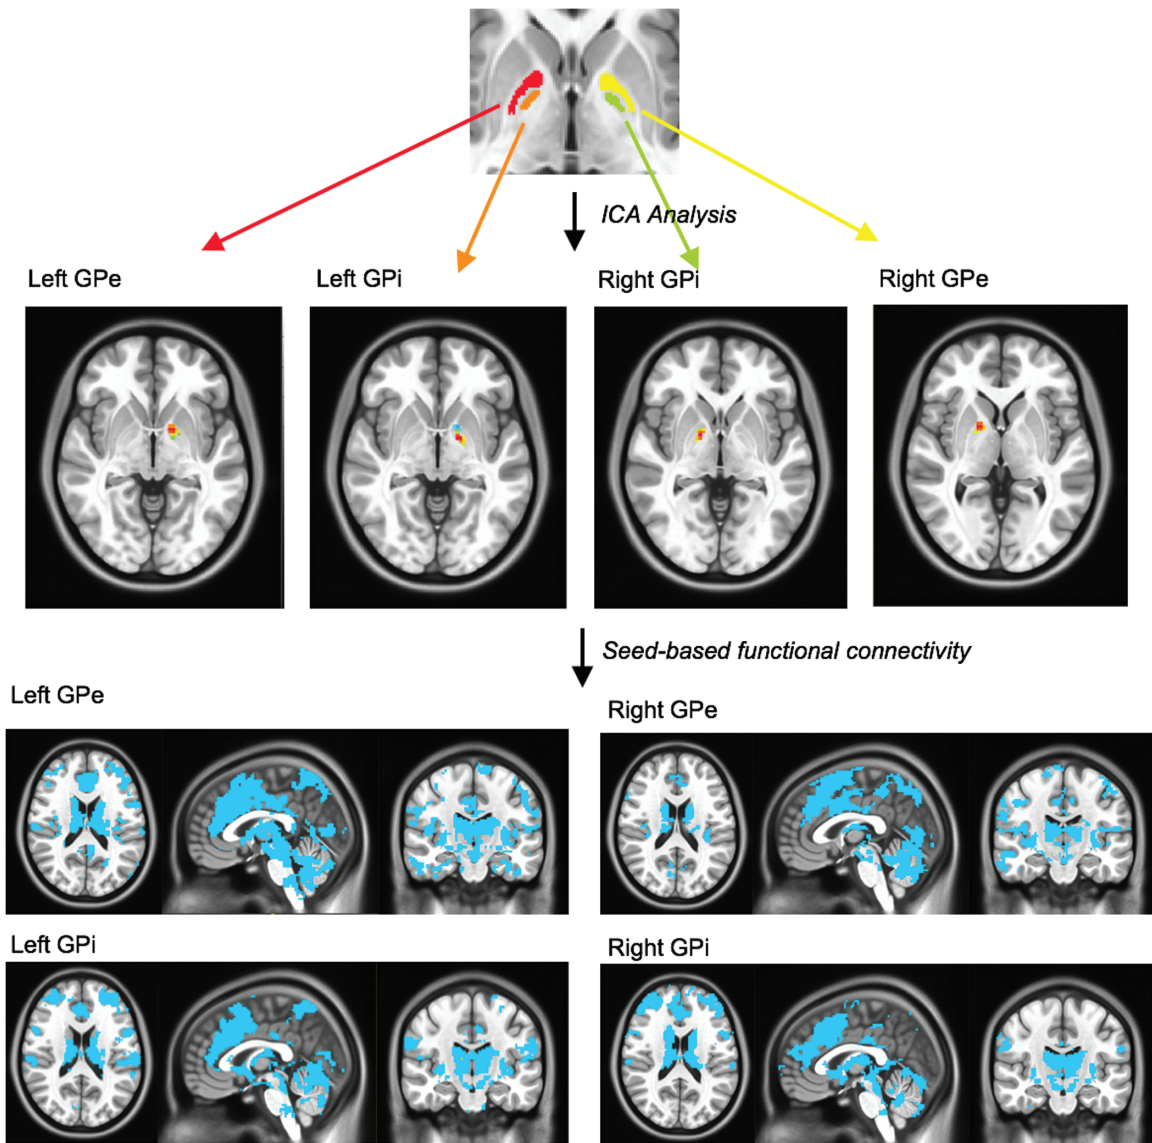 ICA Analysis
Left GPe
Left GPi
Right GPi
Right GPe
Seed-based functional connectivity
Left GPe
Right GPe
Left GPi
Right GPi